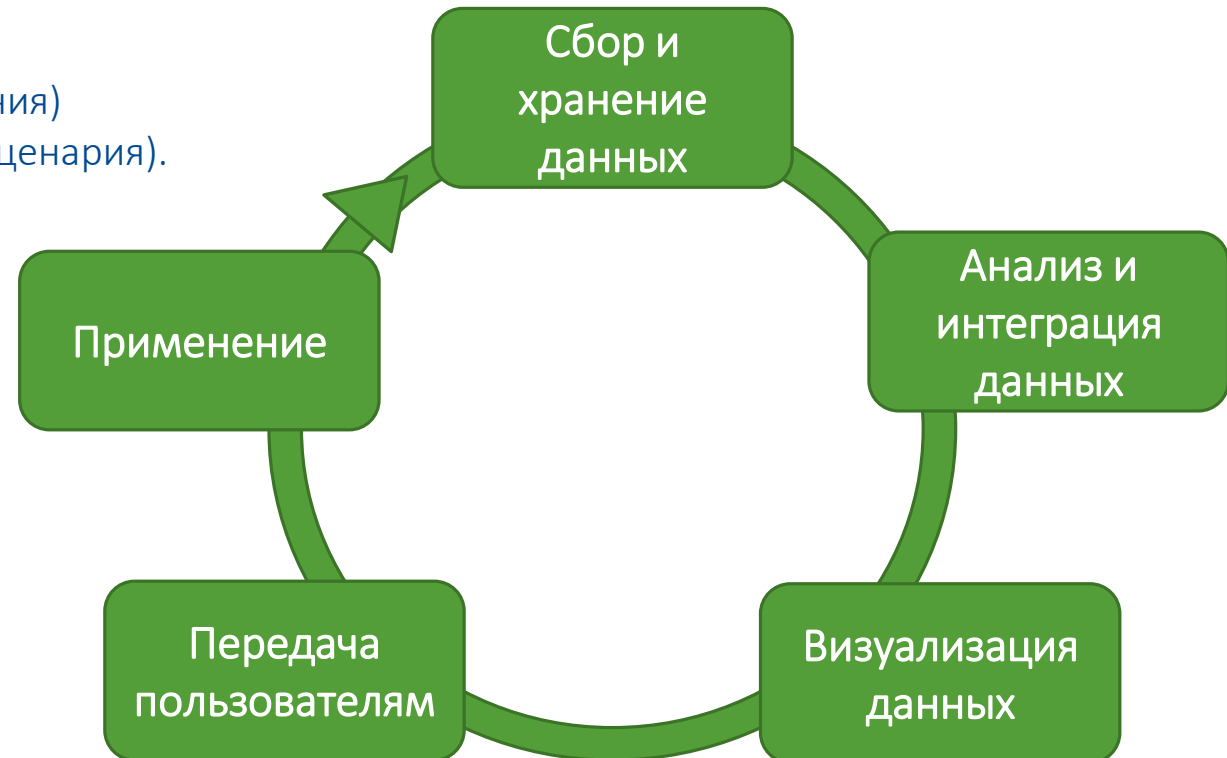 ния)
ценария).
Сбор и
хранение
данных
Анализ и
интеграция
данных
Применение
Передача
пользователям
Визуализация
данных